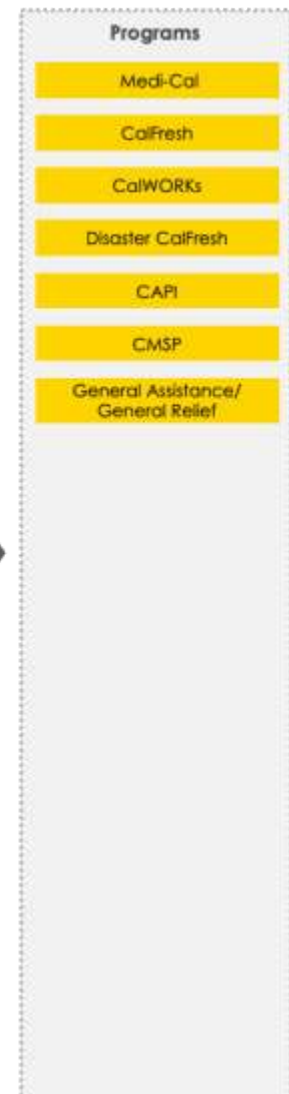 Programs
Medi-Cal
CalFresh
CalWORKs
Disaster CalFresh
CAPI
CMSP
General Assistance/
General Relief